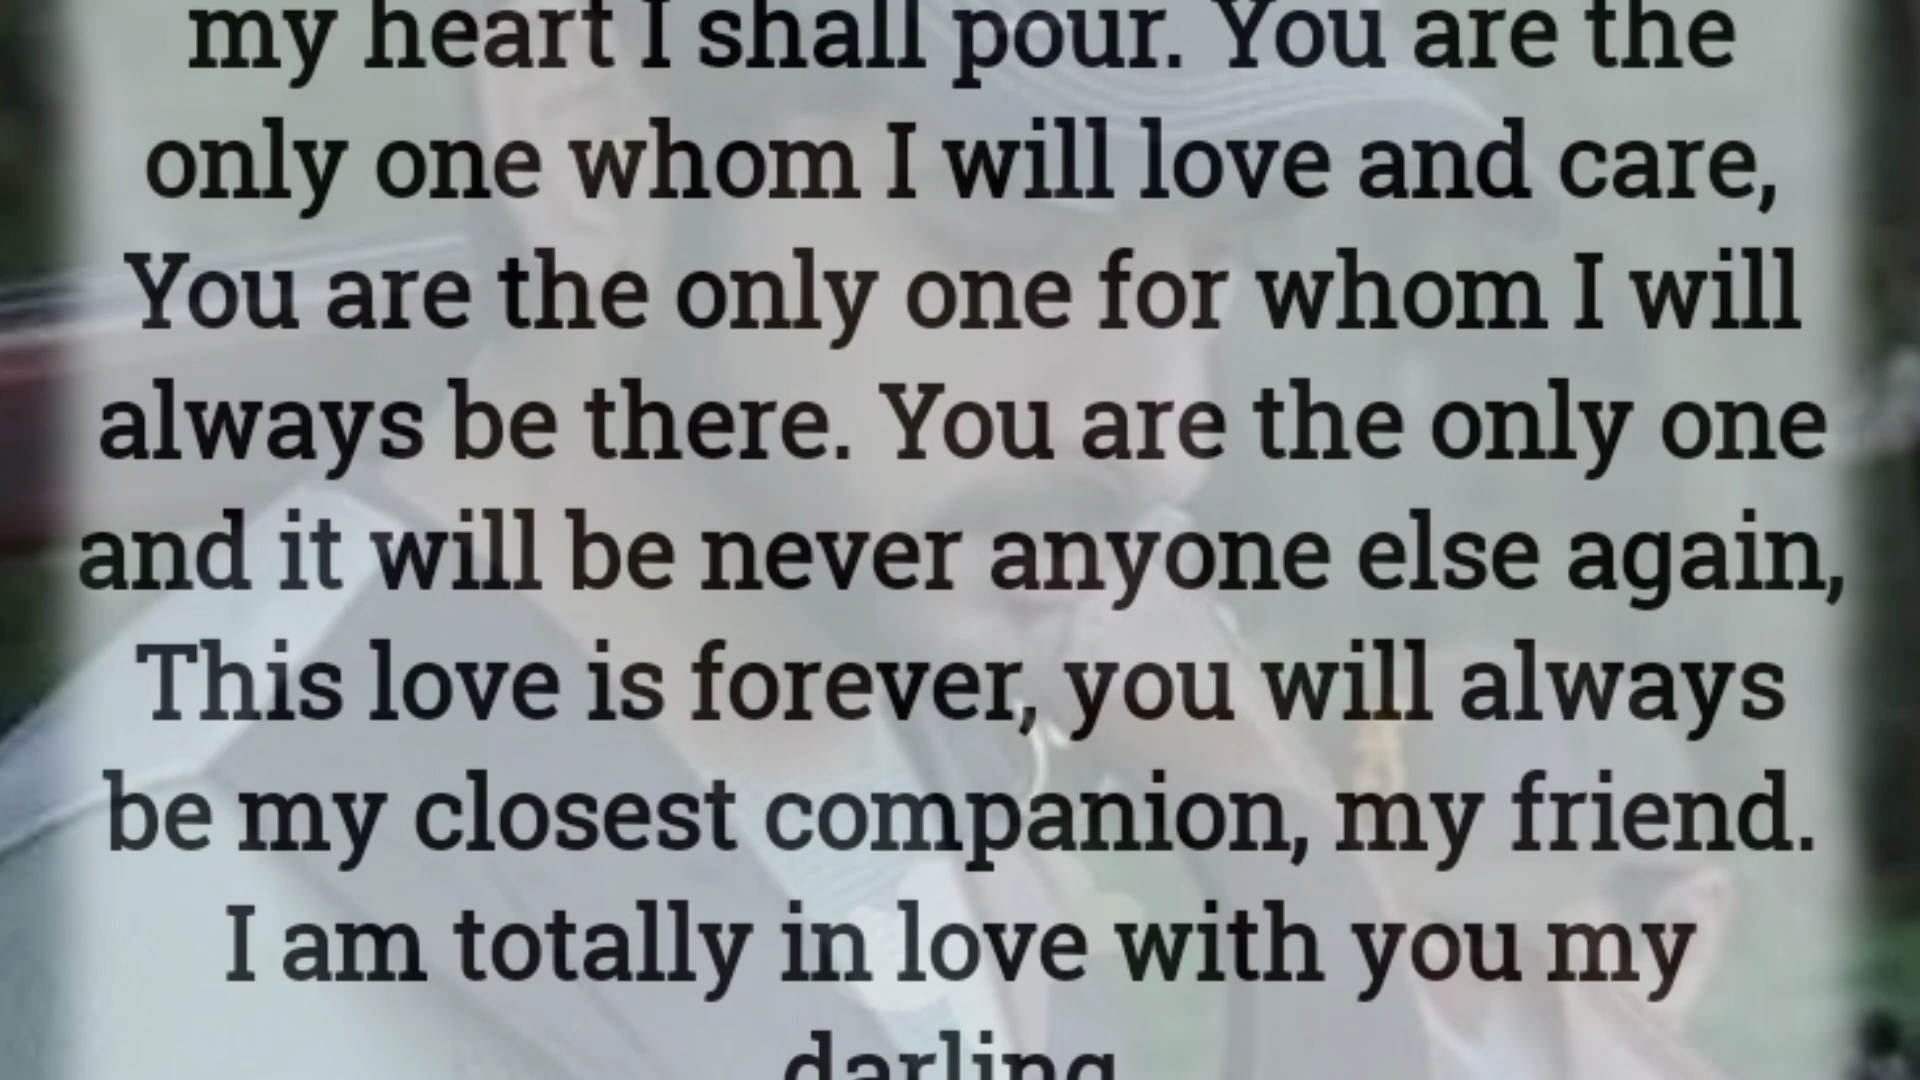 my heart I shall pour. You are the
only one whom I will love and care,
You are the only one for whom I will
always be there. You are the only one
and it will be never anyone else again,
This love is forever, you will always
be my closest companion, my friend.
I am totally in love with you my
darling